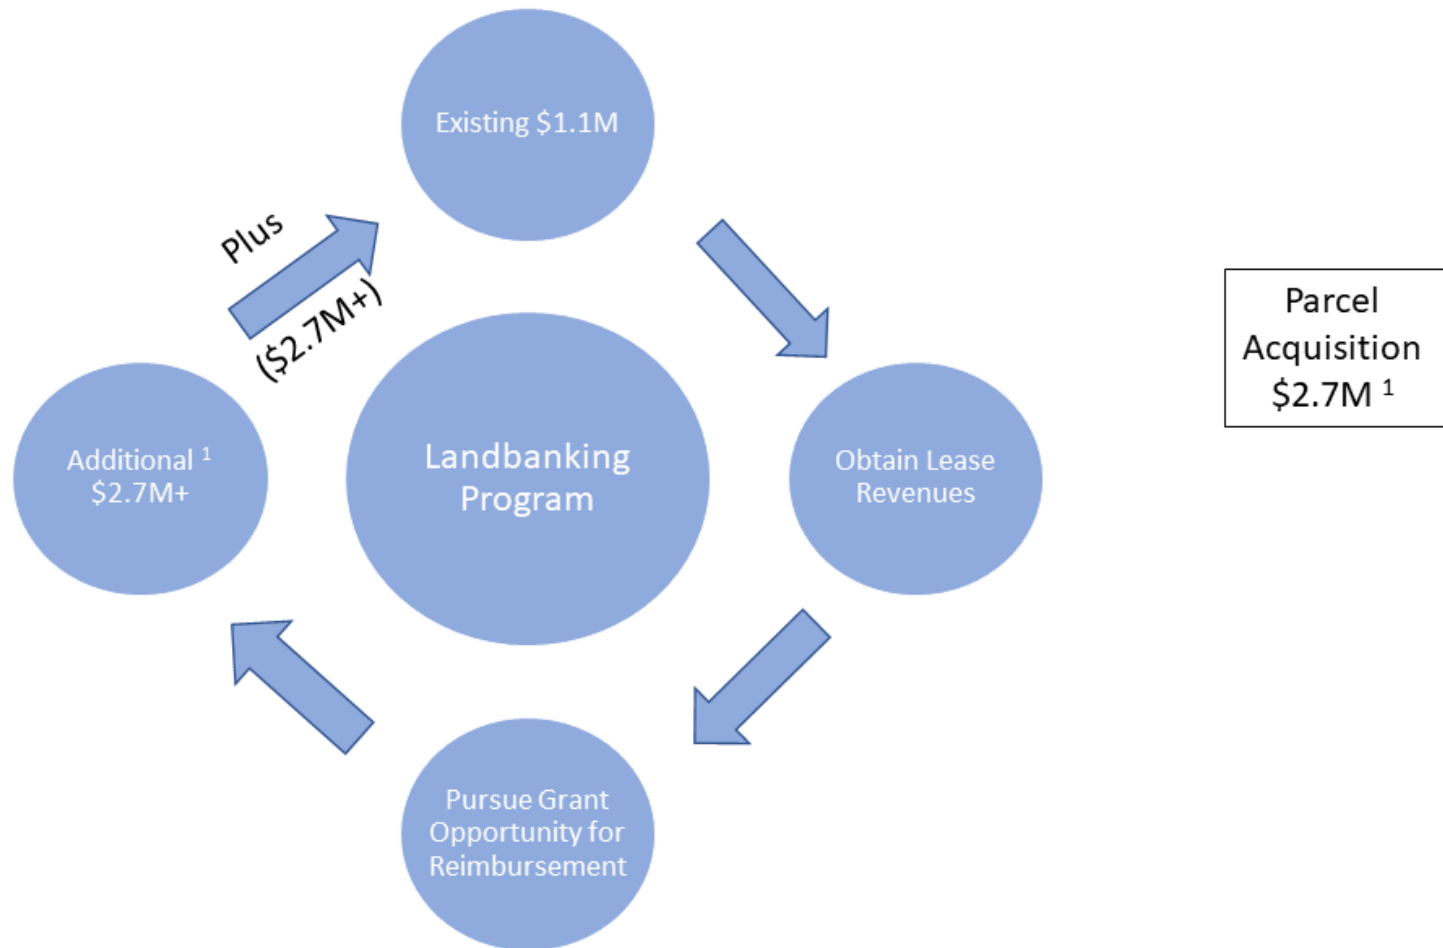 Existing $1.1M
Plus
($2.7M+)
Parcel
Acquisition
$2.7M ¹
Additional ¹
$2.7M+
Landbanking
Program
Obtain Lease
Revenues
Pursue Grant
Opportunity for
Reimbursement